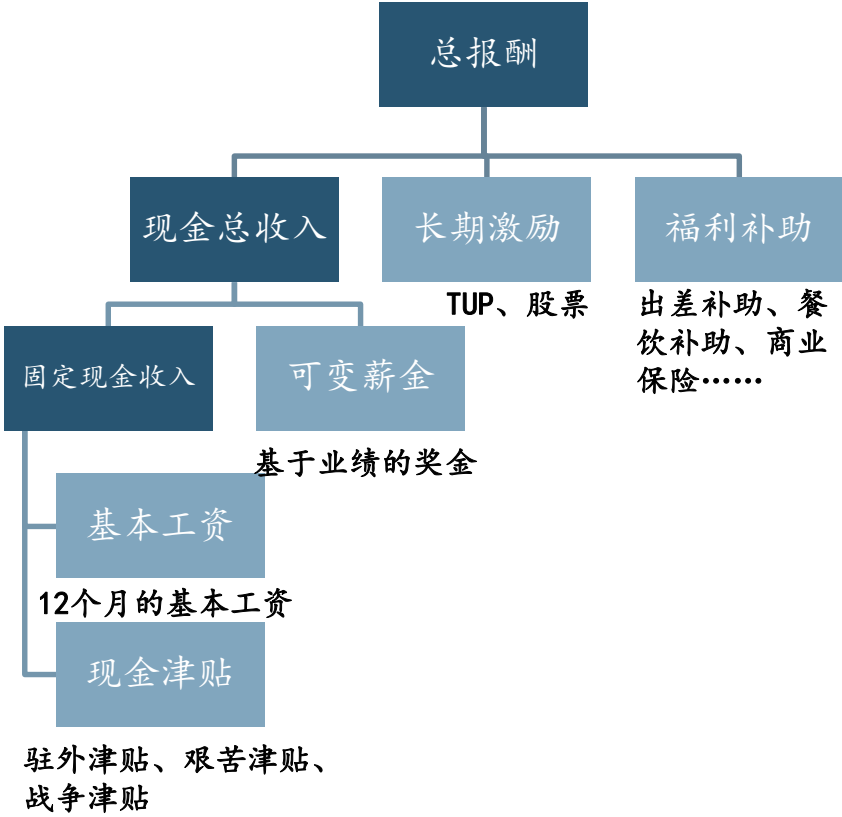 总报酬
现金总收入
长期激励
福利补助
TUP、股票
出差补助、餐
饮补助、商业
保险……
固定现金收入
可变薪金
基于业绩的奖金
基本工资
12个月的基本工资
现金津贴
驻外津贴、艰苦津贴、
战争津贴